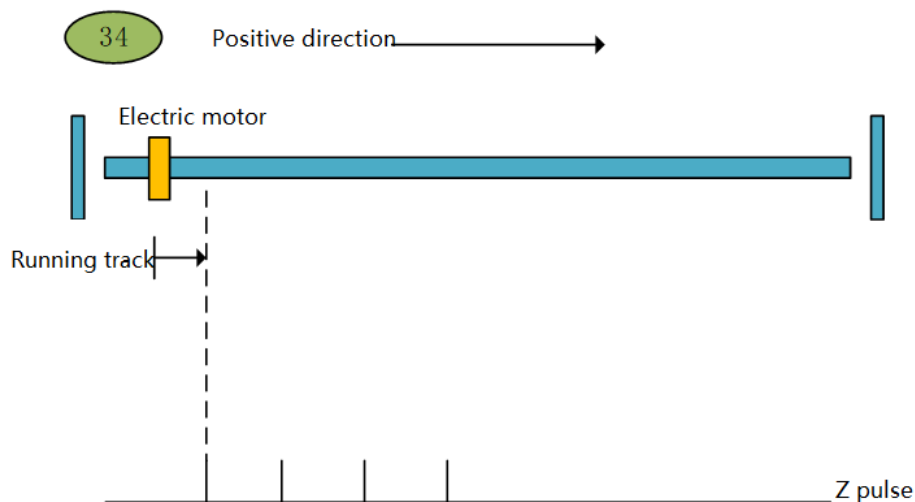 34
Positive direction
Electric motor
Running track
Z pulse